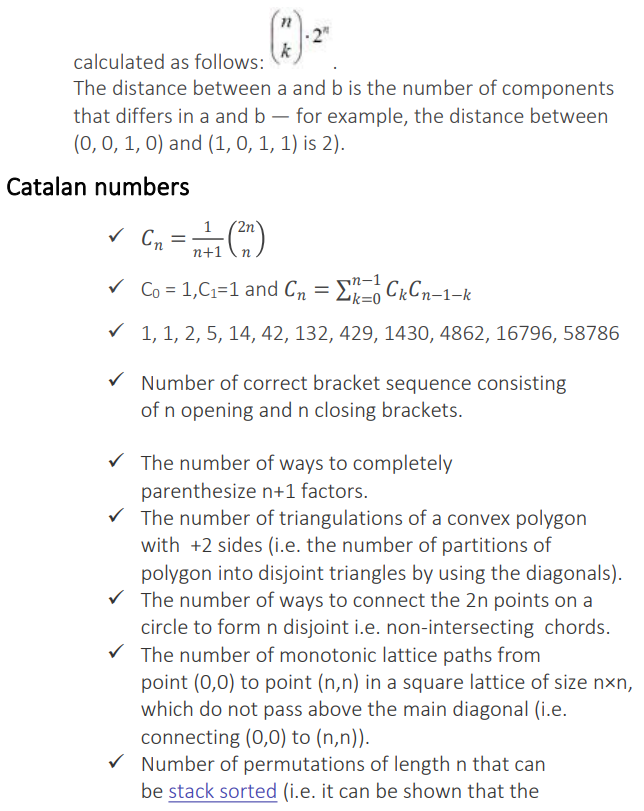 calculated as follows: \binom{n}{k} \cdot 2^n .
The distance between a and b is the number of components
that differs in a and b — for example, the distance between
(0, 0, 1, 0) and (1, 0, 1, 1) is 2).
Catalan numbers
✓ C_n = \frac{1}{n+1} \binom{2n}{n}
✓ C₀ = 1,C₁=1 and C_n = \sum_{k=0}^{n-1} C_k C_{n-1-k}
✓ 1, 1, 2, 5, 14, 42, 132, 429, 1430, 4862, 16796, 58786
✓ Number of correct bracket sequence consisting
of n opening and n closing brackets.
✓ The number of ways to completely
parenthesize n+1 factors.
✓ The number of triangulations of a convex polygon
with +2 sides (i.e. the number of partitions of
polygon into disjoint triangles by using the diagonals).
✓ The number of ways to connect the 2n points on a
circle to form n disjoint i.e. non-intersecting chords.
✓ The number of monotonic lattice paths from
point (0,0) to point (n,n) in a square lattice of size n×n,
which do not pass above the main diagonal (i.e.
connecting (0,0) to (n,n)).
✓ Number of permutations of length n that can
be stack sorted (i.e. it can be shown that the